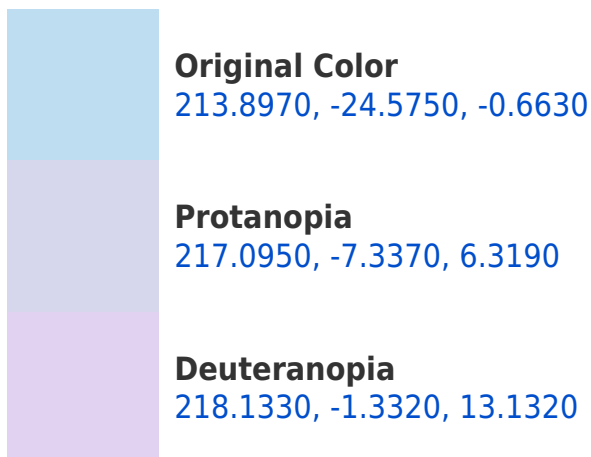 Original Color
213.8970, -24.5750, -0.6630
Protanopia
217.0950, -7.3370, 6.3190
Deuteranopia
218.1330, -1.3320, 13.1320